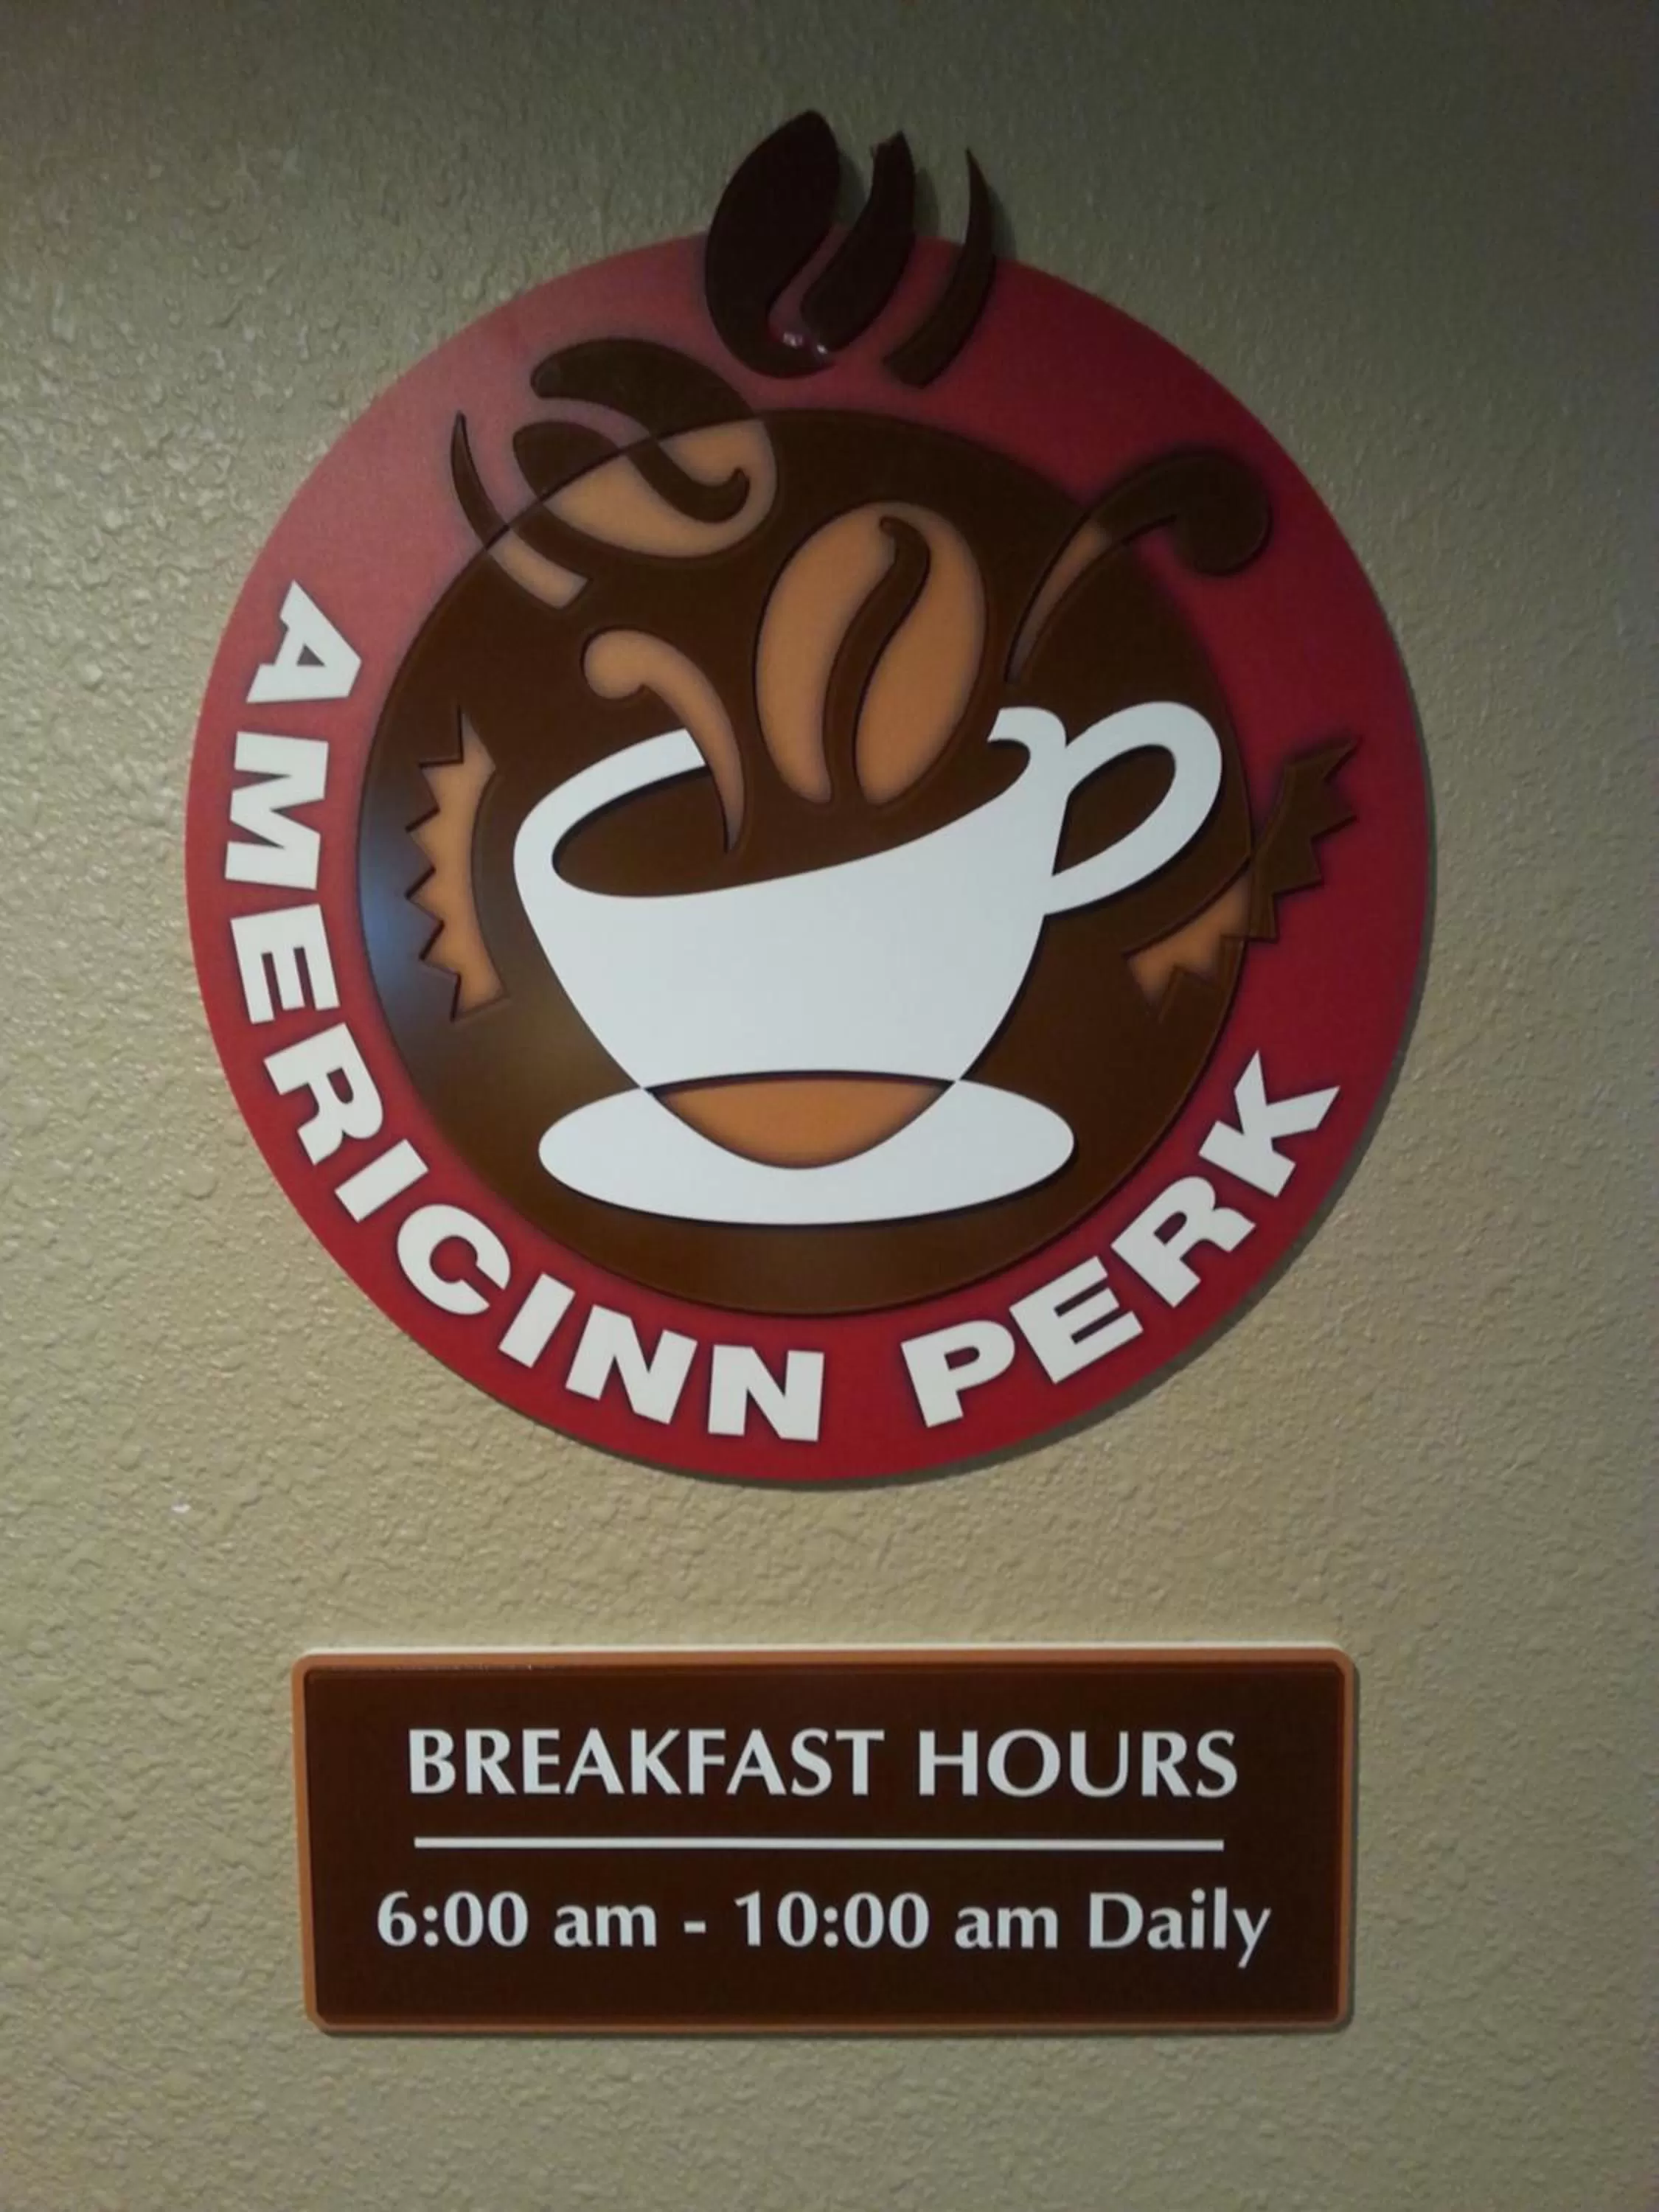 AMERICINN PERK
BREAKFAST HOURS
6:00 am - 10:00 am Daily